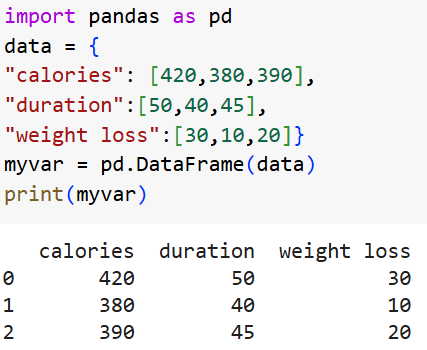 import pandas as pd
data = {
"calories": [420,380,390],
"duration":[50,40,45],
"weight loss":[30,10,20]}
myvar = pd.DataFrame(data)
print(myvar)
calories duration weight loss
0 420 50 30
1 380 40 10
2 390 45 20